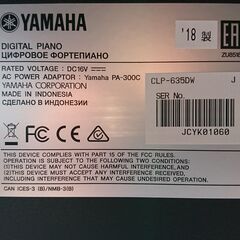 YAMAHA
DIGITAL PIANO
ЦИФРОВОЕ ФОРТЕПИАНО
RATED VOLTAGE: DC16V
AC POWER ADAPTOR: Yamaha PA-300C
YAMAHA CORPORATION
MADE IN INDONESIA
СДЕЛАНО В ИНДОНЕЗИИ
'18
EAC
CLP-635DW J
SER No.
JCYK01060
FC
THIS DEVICE COMPLIES WITH PART 15 OF THE FCC RULES. OPERATION
IS SUBJECT TO THE FOLLOWING TWO CONDITIONS: (1) THIS DEVICE
MAY NOT CAUSE HARMFUL INTERFERENCE, AND (2) THIS DEVICE
MUST ACCEPT ANY INTERFERENCE RECEIVED, INCLUDING
INTERFERENCE THAT MAY CAUSE UNDESIRED OPERATION.
CAN ICES-3 (B)/NMB-3(B)